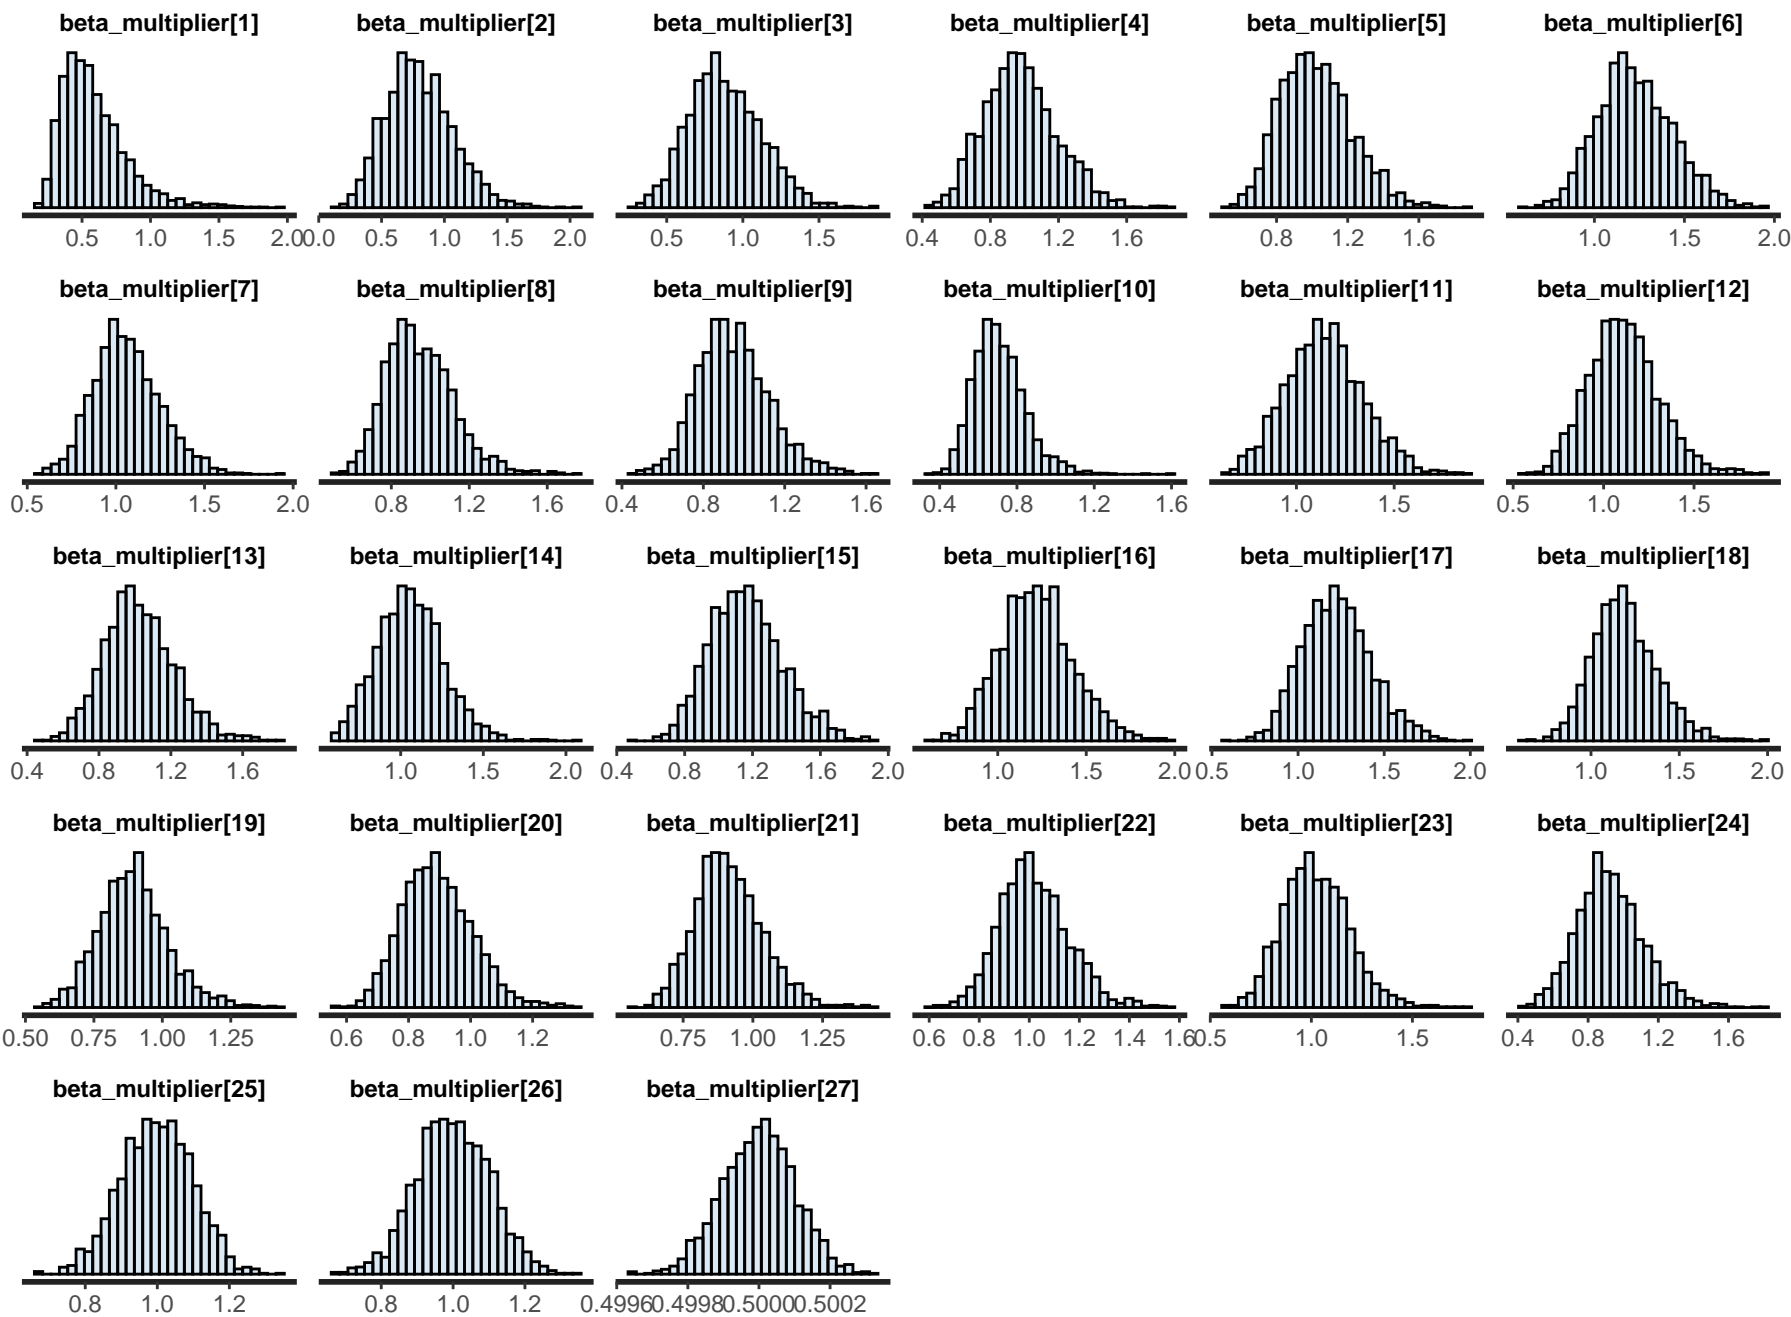 beta_multiplier[1] beta_multiplier[2] beta_multiplier[3] beta_multiplier[4] beta_multiplier[5] beta_multiplier[6]
0.5 1.0 1.5 2.0 0.0 0.5 1.0 1.5 2.0 0.5 1.0 1.5 0.4 0.8 1.2 1.6 0.8 1.2 1.6 1.0 1.5 2.0
beta_multiplier[7] beta_multiplier[8] beta_multiplier[9] beta_multiplier[10] beta_multiplier[11] beta_multiplier[12]
0.5 1.0 1.5 2.0 0.8 1.2 1.6 0.4 0.8 1.2 1.6 0.4 0.8 1.2 1.6 1.0 1.5 0.5 1.0 1.5
beta_multiplier[13] beta_multiplier[14] beta_multiplier[15] beta_multiplier[16] beta_multiplier[17] beta_multiplier[18]
0.4 0.8 1.2 1.6 1.0 1.5 2.0 0.4 0.8 1.2 1.6 2.0 1.0 1.5 2.0 0.5 1.0 1.5 2.0 1.0 1.5 2.0
beta_multiplier[19] beta_multiplier[20] beta_multiplier[21] beta_multiplier[22] beta_multiplier[23] beta_multiplier[24]
0.50 0.75 1.00 1.25 0.6 0.8 1.0 1.2 0.75 1.00 1.25 0.6 0.8 1.0 1.2 1.4 1.6 0.5 1.0 1.5 0.4 0.8 1.2 1.6
beta_multiplier[25] beta_multiplier[26] beta_multiplier[27]
0.8 1.0 1.2 0.8 1.0 1.2 0.4996 0.4998 0.5000 0.5002